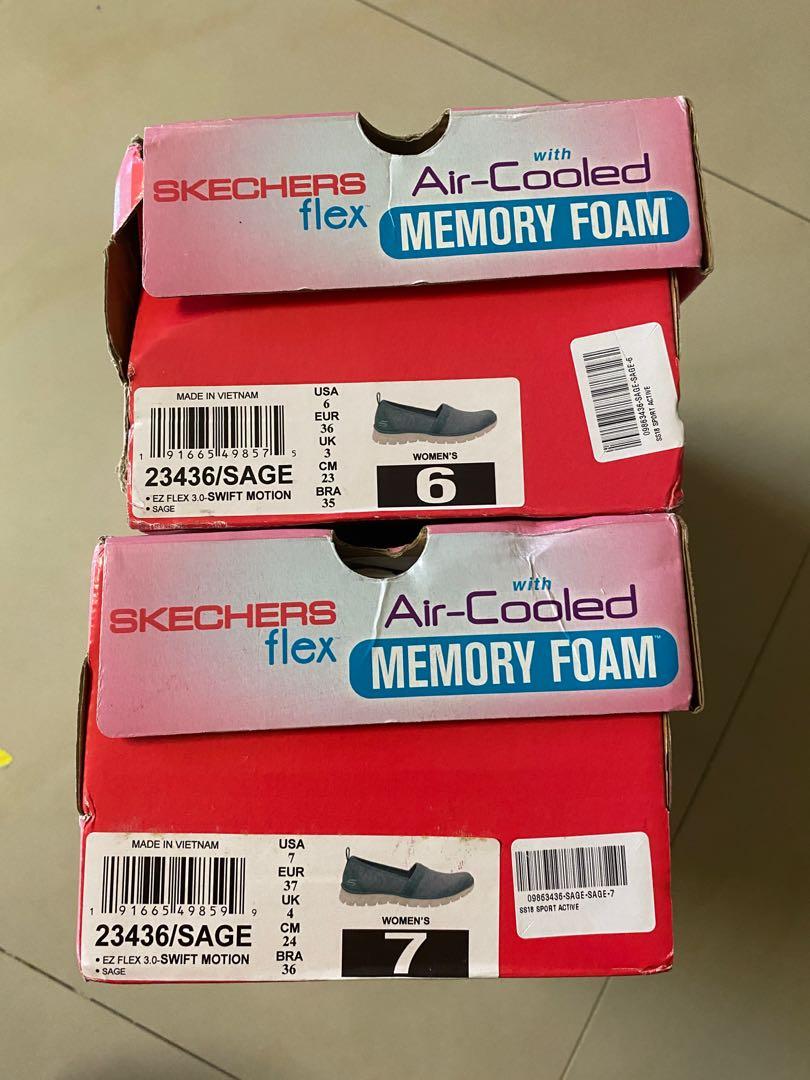 SKECHERS
flex™
with
Air-Cooled
MEMORY FOAM™
MADE IN VIETNAM
1 91665 49857 5
23436/SAGE
• EZ FLEX 3.0-SWIFT MOTION
• SAGE
USA
6
EUR
36
UK
3
CM
23
BRA
35
WOMEN'S
6
09863436-SAGE-SAGE-6
SS18 SPORT ACTIVE
SKECHERS
flex™
with
Air-Cooled
MEMORY FOAM™
MADE IN VIETNAM
1 91665 49859 9
23436/SAGE
• EZ FLEX 3.0-SWIFT MOTION
• SAGE
USA
7
EUR
37
UK
4
CM
24
BRA
36
WOMEN'S
7
09863436-SAGE-SAGE-7
SS18 SPORT ACTIVE